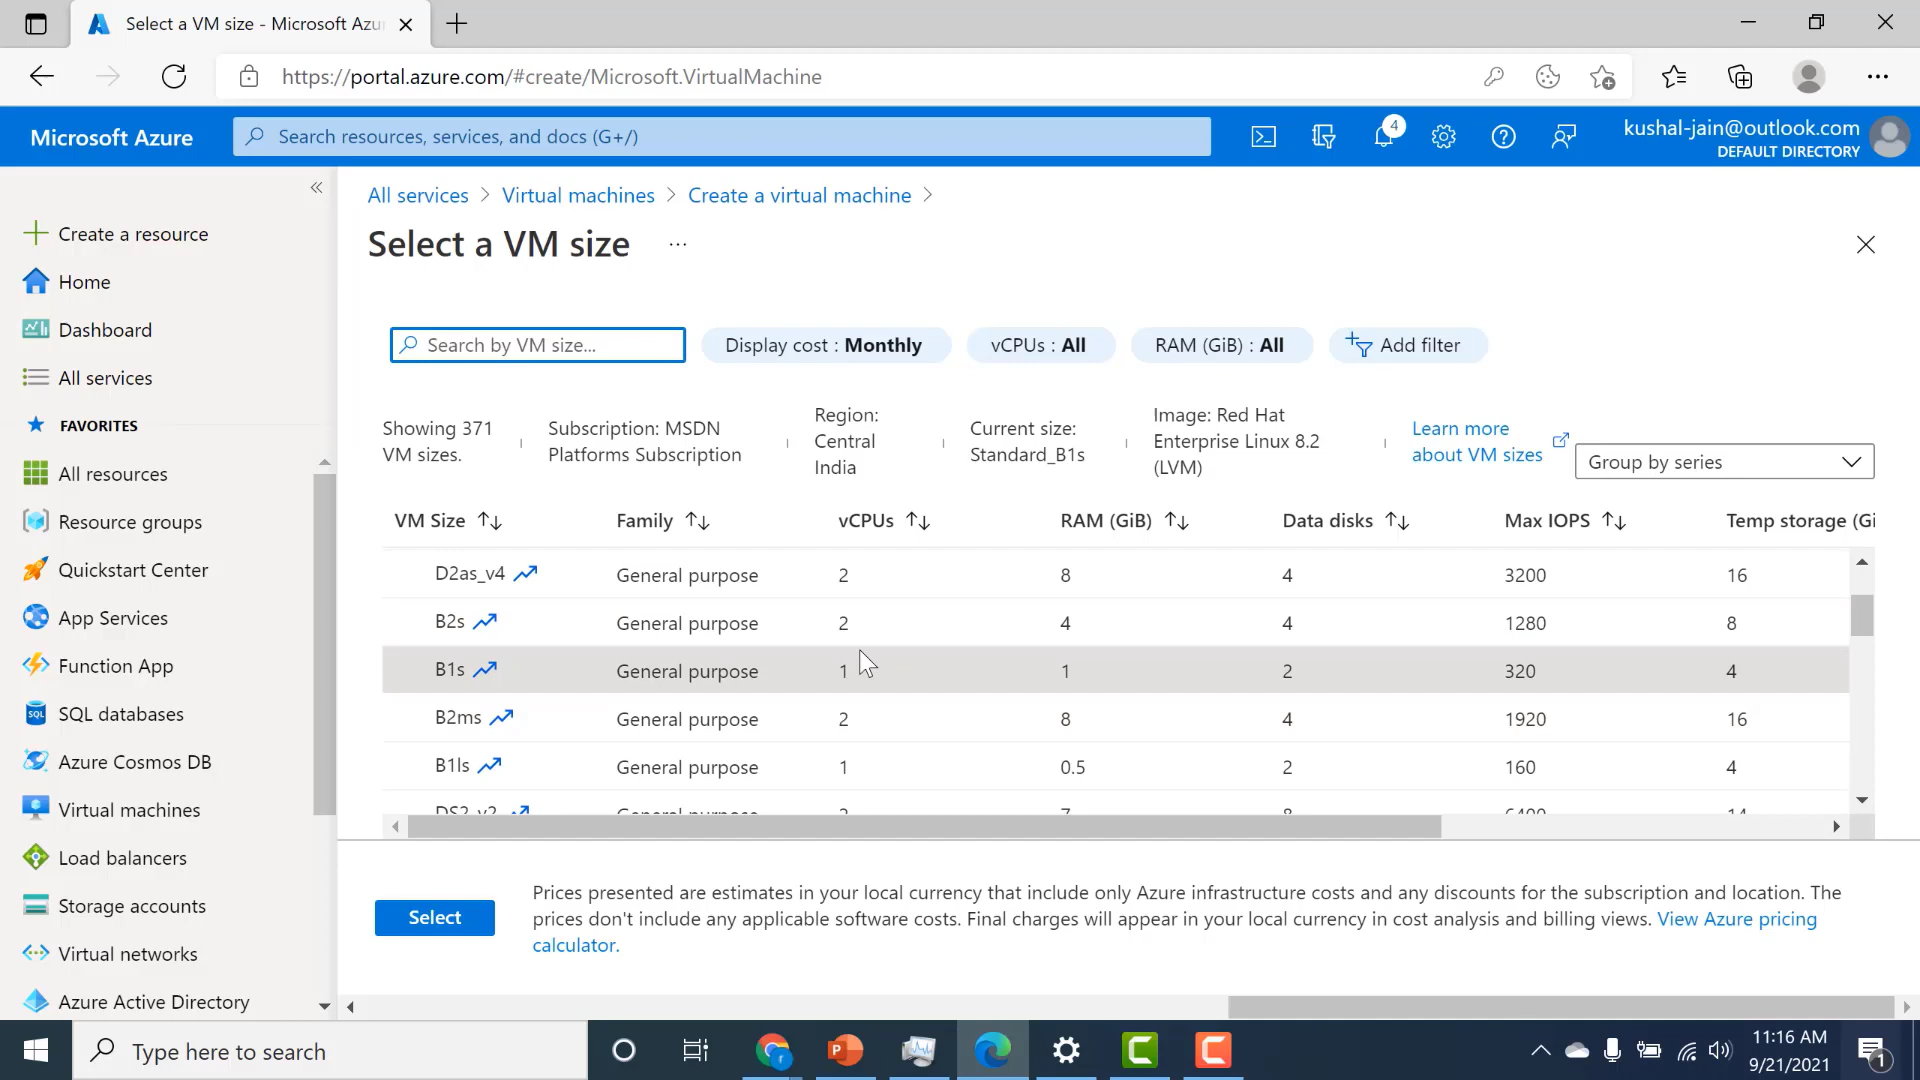 Select a VM size - Microsoft Azu
https://portal.azure.com/#create/Microsoft.VirtualMachine
Microsoft Azure
Search resources, services, and docs (G+/)
4
kushal-jain@outlook.com
DEFAULT DIRECTORY
Create a resource
Home
Dashboard
All services
FAVORITES
All resources
Resource groups
Quickstart Center
App Services
Function App
SQL databases
Azure Cosmos DB
Virtual machines
Load balancers
Storage accounts
Virtual networks
Azure Active Directory
All services > Virtual machines > Create a virtual machine >
Select a VM size ...
Search by VM size...
Display cost : Monthly
vCPUs : All
RAM (GiB) : All
Add filter
Showing 371
VM sizes.
Subscription: MSDN
Platforms Subscription
Region:
Central
India
Current size:
Standard_B1s
Image: Red Hat
Enterprise Linux 8.2
(LVM)
Learn more
about VM sizes
Group by series
VM Size Family vCPUs RAM (GiB) Data disks Max IOPS Temp storage (Gi
D2as_v4 General purpose 2 8 4 3200 16
B2s General purpose 2 4 4 1280 8
B1s General purpose 1 1 2 320 4
B2ms General purpose 2 8 4 1920 16
B1ls General purpose 1 0.5 2 160 4
DS2_v2 General purpose 2 7 8 6400 14
Select
Prices presented are estimates in your local currency that include only Azure infrastructure costs and any discounts for the subscription and location. The
prices don't include any applicable software costs. Final charges will appear in your local currency in cost analysis and billing views. View Azure pricing
calculator.
Type here to search
11:16 AM
9/21/2021
1